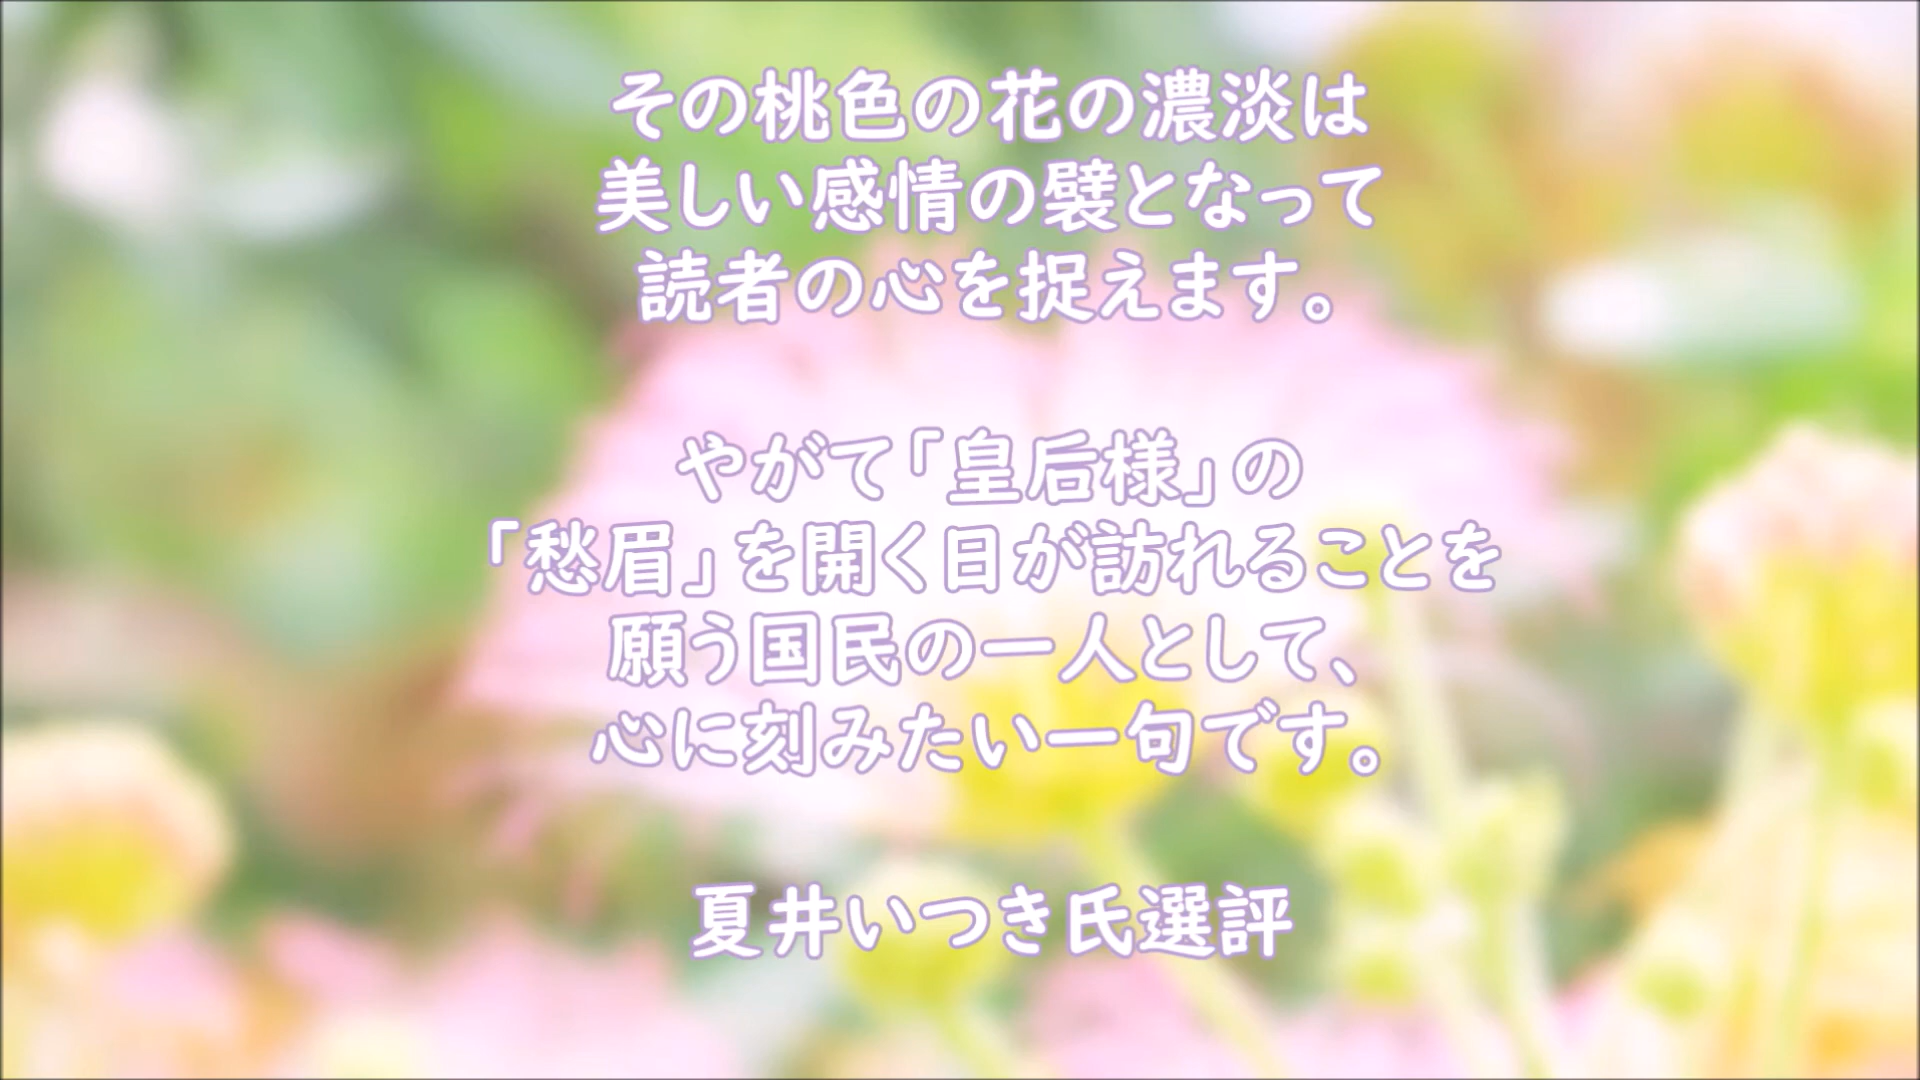 その桃色の花の濃淡は
美しい感情の襞となって
読者の心を捉えます。
やがて「皇后様」の
「愁眉」を開く日が訪れることを
願う国民の一人として、
心に刻みたい一句です。
夏井いつき氏選評